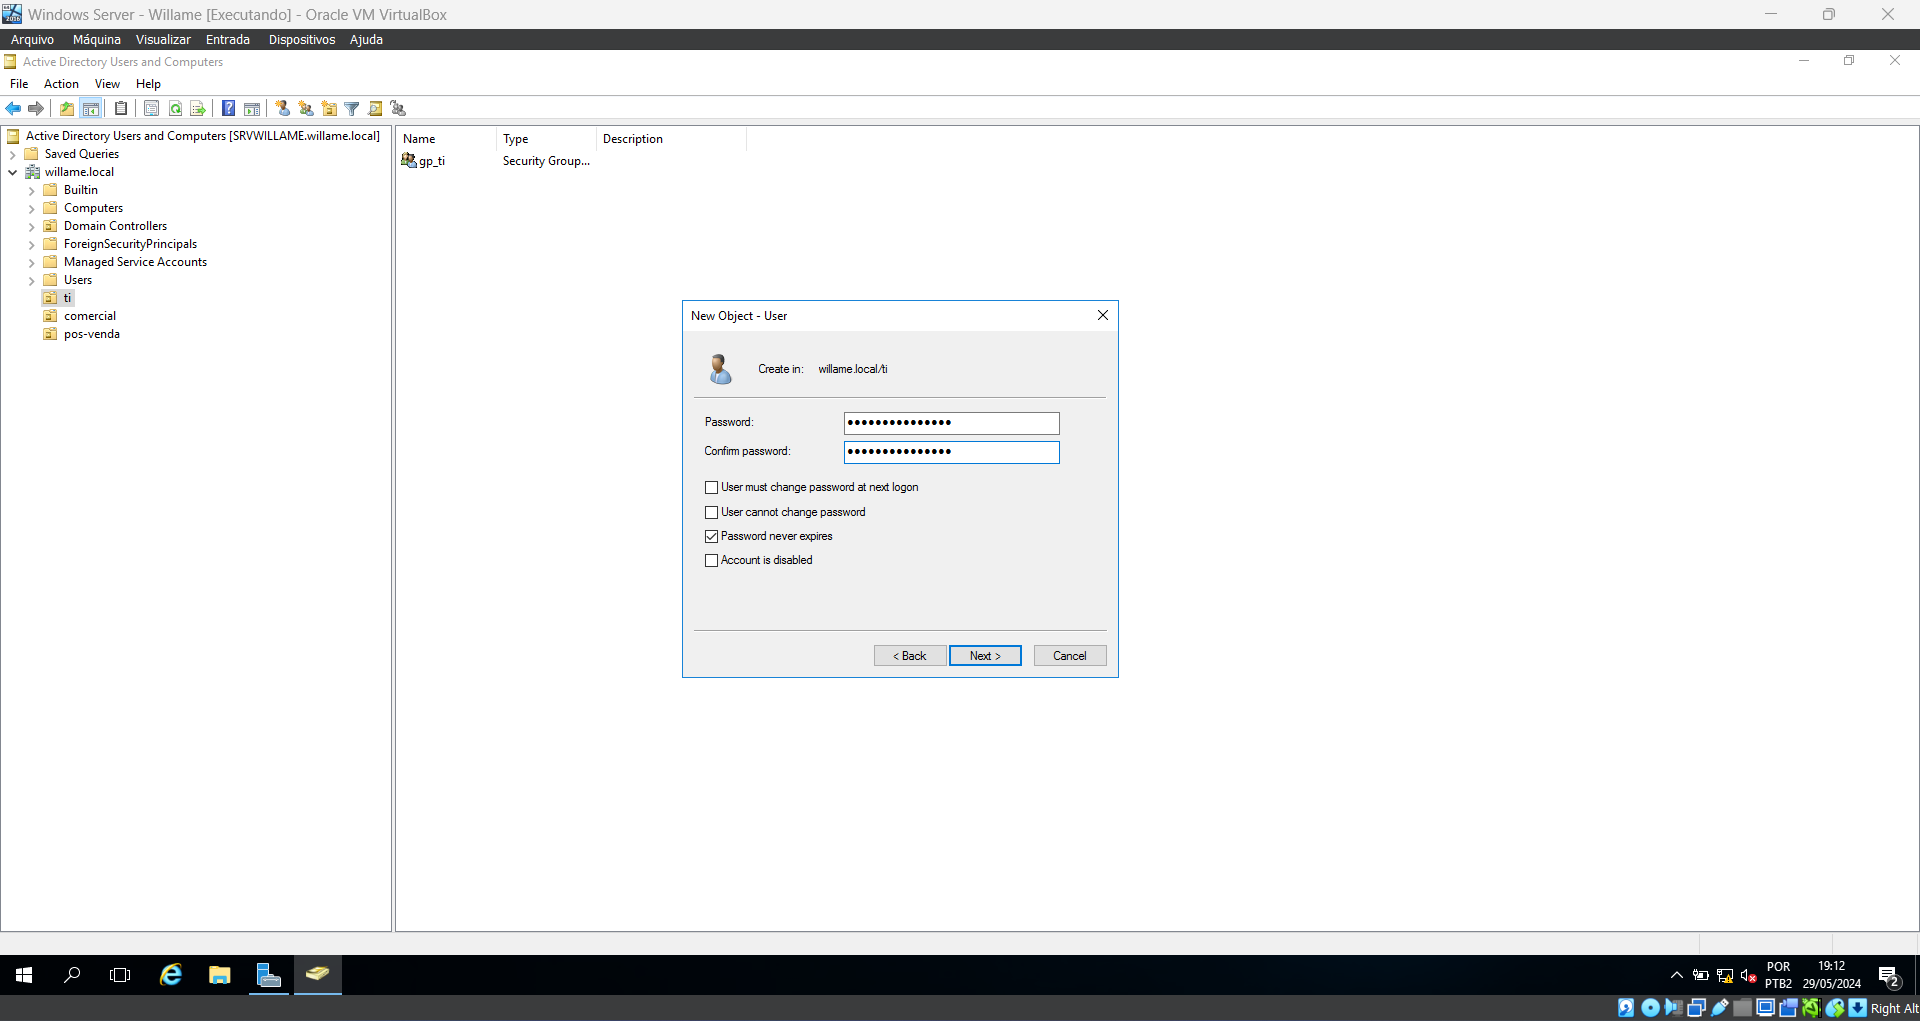 Windows Server - Willame [Executando] - Oracle VM VirtualBox
Arquivo Máquina Visualizar Entrada Dispositivos Ajuda
Active Directory Users and Computers
File Action View Help
Active Directory Users and Computers [SRVWILLAME.willame.local]
Saved Queries
willame.local
Builtin
Computers
Domain Controllers
ForeignSecurityPrincipals
Managed Service Accounts
Users
ti
comercial
pos-venda
Name Type Description
gp_ti Security Group...
New Object - User
Create in: willame.local/ti
Password: •••••••••••••••
Confirm password: •••••••••••••••
User must change password at next logon
User cannot change password
Password never expires
Account is disabled
< Back Next > Cancel
POR
PTB2
19:12
29/05/2024
2
Right Alt